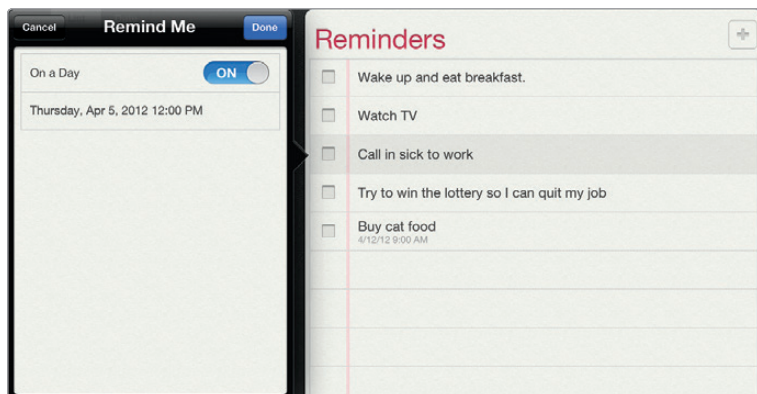 Cancel
Remind Me
Done
On a Day
ON
Thursday, Apr 5, 2012 12:00 PM
Reminders
Wake up and eat breakfast.
Watch TV
Call in sick to work
Try to win the lottery so I can quit my job
Buy cat food
4/12/12 9:00 AM